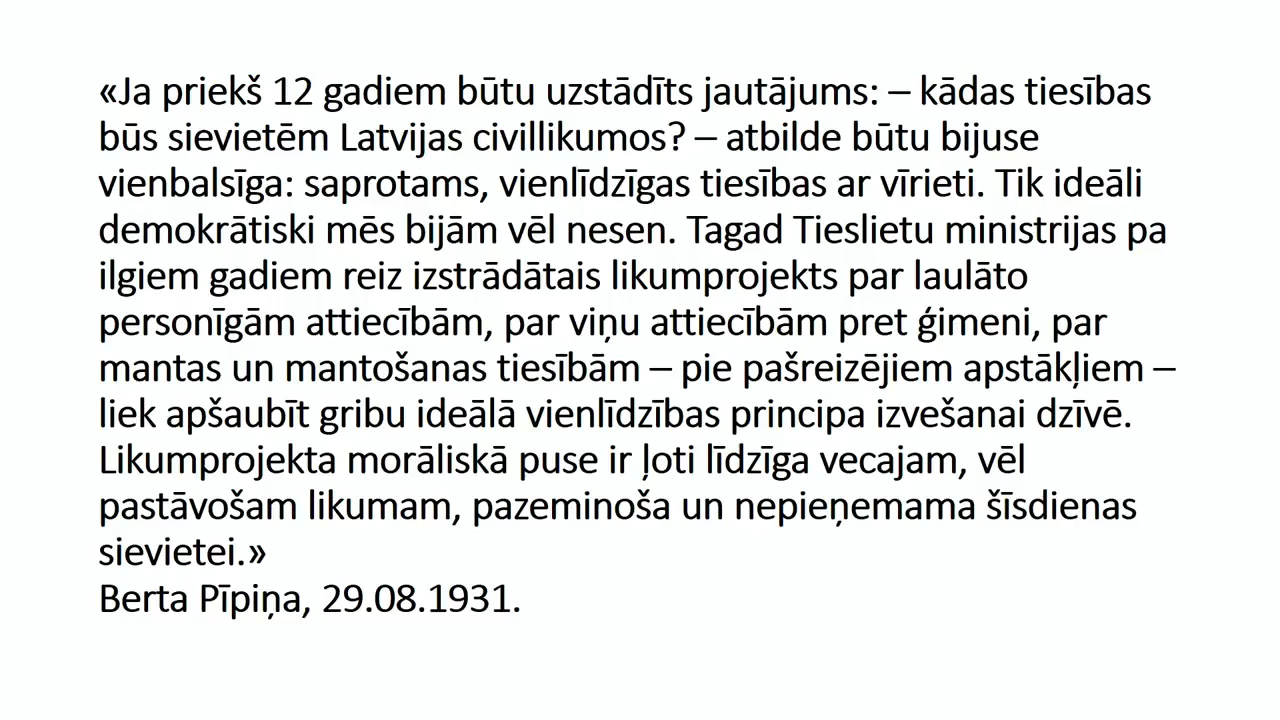 «Ja priekš 12 gadiem būtu uzstādīts jautājums: – kādas tiesības
būs sievietēm Latvijas civillikumos? – atbilde būtu bijuse
vienbalsīga: saprotams, vienlīdzīgas tiesības ar vīrieti. Tik ideāli
demokrātiski mēs bijām vēl nesen. Tagad Tieslietu ministrijas pa
ilgiem gadiem reiz izstrādātais likumprojekts par laulāto
personīgām attiecībām, par viņu attiecībām pret ģimeni, par
mantas un mantošanas tiesībām – pie pašreizējiem apstākļiem –
liek apšaubīt gribu ideālā vienlīdzības principa izvešanai dzīvē.
Likumprojekta morāliskā puse ir ļoti līdzīga vecajam, vēl
pastāvošam likumam, pazeminoša un nepieņemama šīsdienas
sievietei.»
Berta Pīpiņa, 29.08.1931.